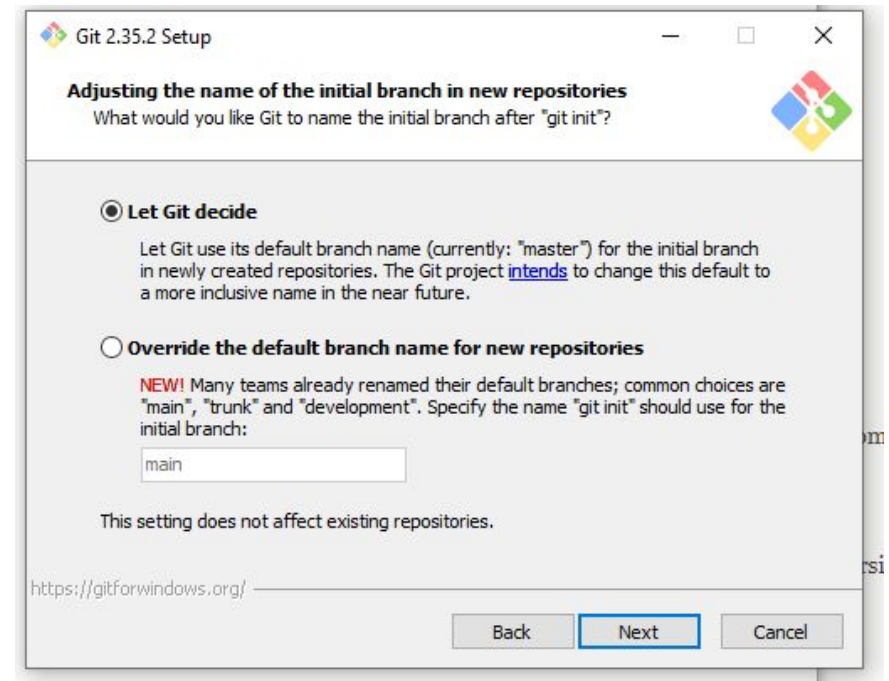 Git 2.35.2 Setup
Adjusting the name of the initial branch in new repositories
What would you like Git to name the initial branch after "git init"?
Let Git decide
Let Git use its default branch name (currently: "master") for the initial branch
in newly created repositories. The Git project intends to change this default to
a more inclusive name in the near future.
Override the default branch name for new repositories
NEW! Many teams already renamed their default branches; common choices are
"main", "trunk" and "development". Specify the name "git init" should use for the
initial branch:
main
This setting does not affect existing repositories.
https://gitforwindows.org/
Back Next Cancel